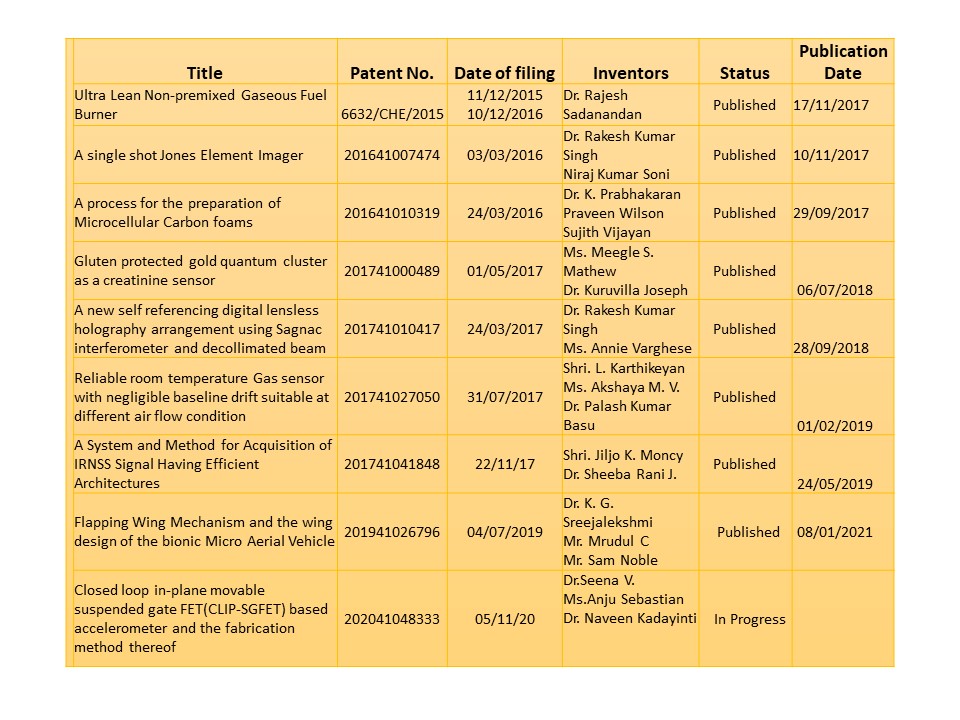 Title Patent No. Date of filing Inventors Status Publication Date
Ultra Lean Non-premixed Gaseous Fuel
Burner
6632/CHE/2015
11/12/2015
10/12/2016
Dr. Rajesh
Sadanandan
Published
17/11/2017
A single shot Jones Element Imager
201641007474
03/03/2016
Dr. Rakesh Kumar
Singh
Niraj Kumar Soni
Published
10/11/2017
A process for the preparation of
Microcellular Carbon foams
201641010319
24/03/2016
Dr. K. Prabhakaran
Praveen Wilson
Sujith Vijayan
Published
29/09/2017
Gluten protected gold quantum cluster
as a creatinine sensor
201741000489
01/05/2017
Ms. Meegle S.
Mathew
Dr. Kuruvilla Joseph
Published
06/07/2018
A new self referencing digital lensless
holography arrangement using Sagnac
interferometer and decollimated beam
201741010417
24/03/2017
Dr. Rakesh Kumar
Singh
Ms. Annie Varghese
Published
28/09/2018
Reliable room temperature Gas sensor
with negligible baseline drift suitable at
different air flow condition
201741027050
31/07/2017
Shri. L. Karthikeyan
Ms. Akshaya M. V.
Dr. Palash Kumar
Basu
Published
01/02/2019
A System and Method for Acquisition of
IRNSS Signal Having Efficient
Architectures
201741041848
22/11/17
Shri. Jiljo K. Moncy
Dr. Sheeba Rani J.
Published
24/05/2019
Flapping Wing Mechanism and the wing
design of the bionic Micro Aerial Vehicle
201941026796
04/07/2019
Dr. K. G.
Sreejalekshmi
Mr. Mrudul C
Mr. Sam Noble
Published
08/01/2021
Closed loop in-plane movable
suspended gate FET(CLIP-SGFET) based
accelerometer and the fabrication
method thereof
202041048333
05/11/20
Dr.Seena V.
Ms.Anju Sebastian
Dr. Naveen Kadayinti
In Progress